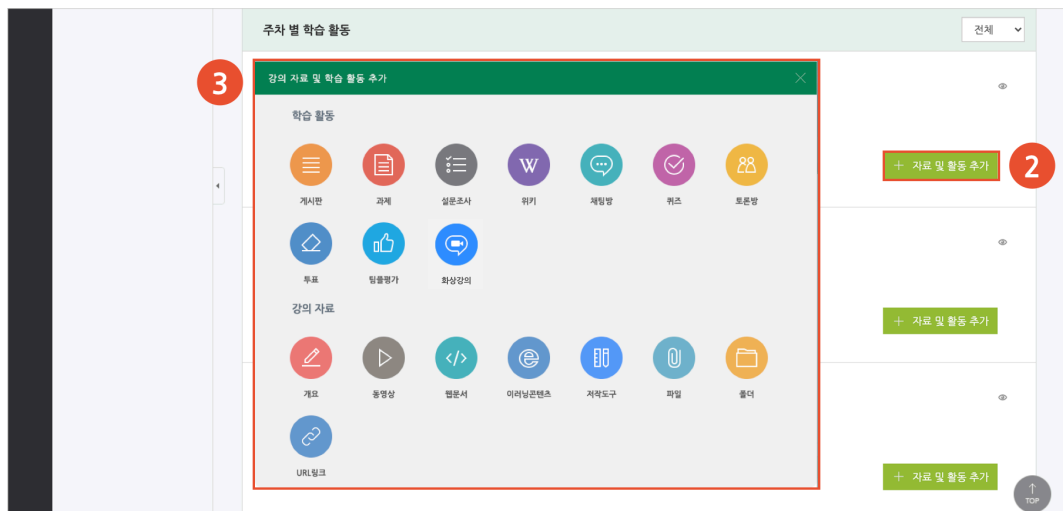 주차 별 학습 활동
전체
3
강의 자료 및 학습 활동 추가
학습 활동
게시판 과제 설문조사 위키 채팅방 퀴즈 토론방
+ 자료 및 활동 추가
2
투표 팀플평가 화상강의
강의 자료
+ 자료 및 활동 추가
개요 동영상 웹문서 이러닝콘텐츠 저작도구 파일 폴더
URL링크
+ 자료 및 활동 추가
TOP